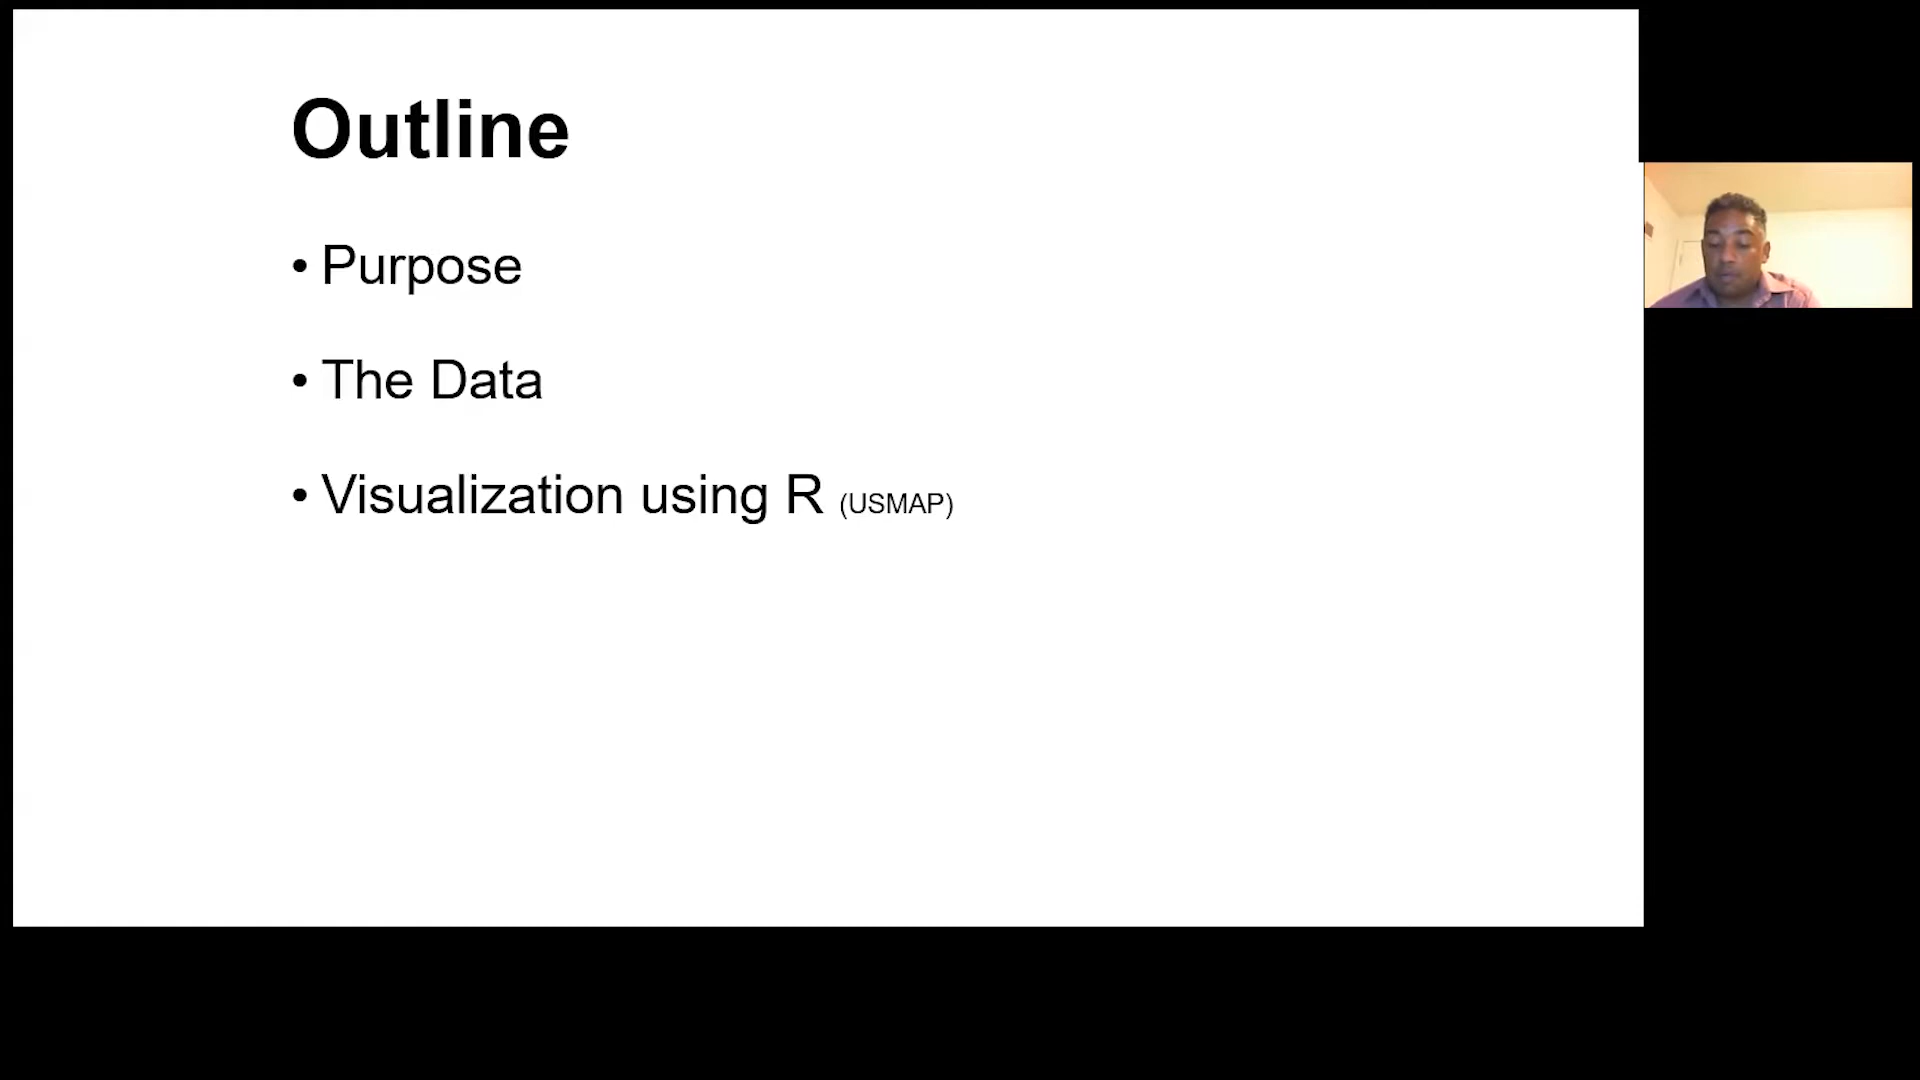 Outline
• Purpose
• The Data
• Visualization using R (USMAP)